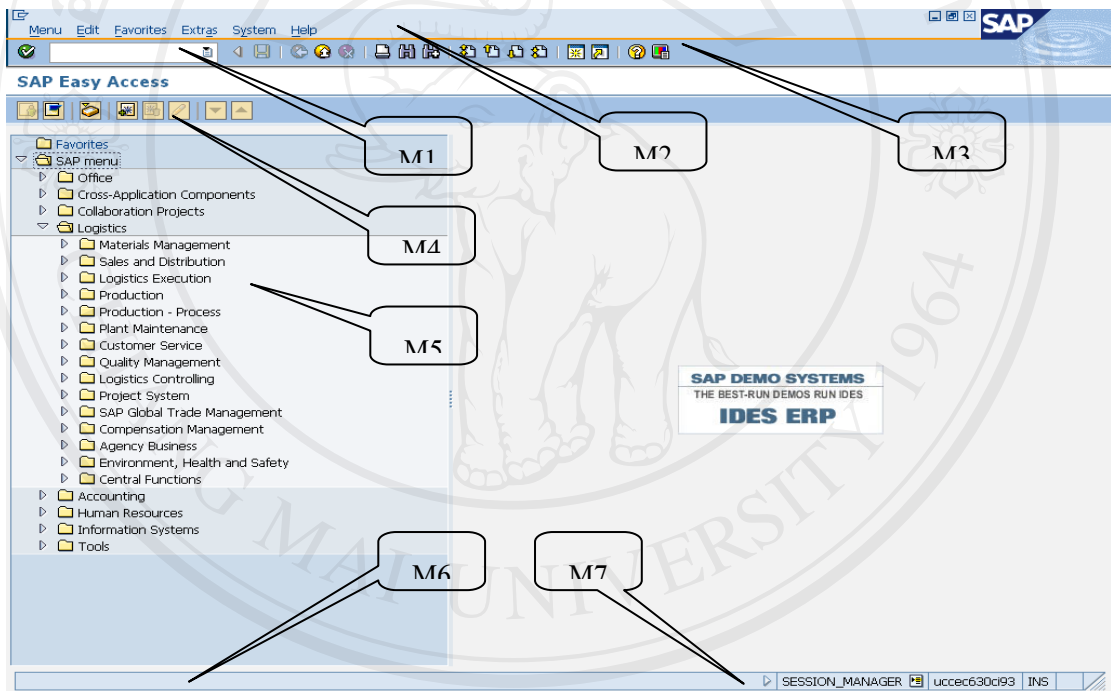 Menu Edit Favorites Extras System Help
SAP
SAP Easy Access
Favorites
SAP menu
Office
Cross-Application Components
Collaboration Projects
Logistics
Materials Management
Sales and Distribution
Logistics Execution
Production
Production - Process
Plant Maintenance
Customer Service
Quality Management
Logistics Controlling
Project System
SAP Global Trade Management
Compensation Management
Agency Business
Environment, Health and Safety
Central Functions
Accounting
Human Resources
Information Systems
Tools
M1
M2
M3
M4
M5
M6
M7
SAP DEMO SYSTEMS
THE BEST-RUN DEMOS RUN IDES
IDES ERP
SESSION_MANAGER uccec630ci93 INS
MAI UNIVERSITY 1964